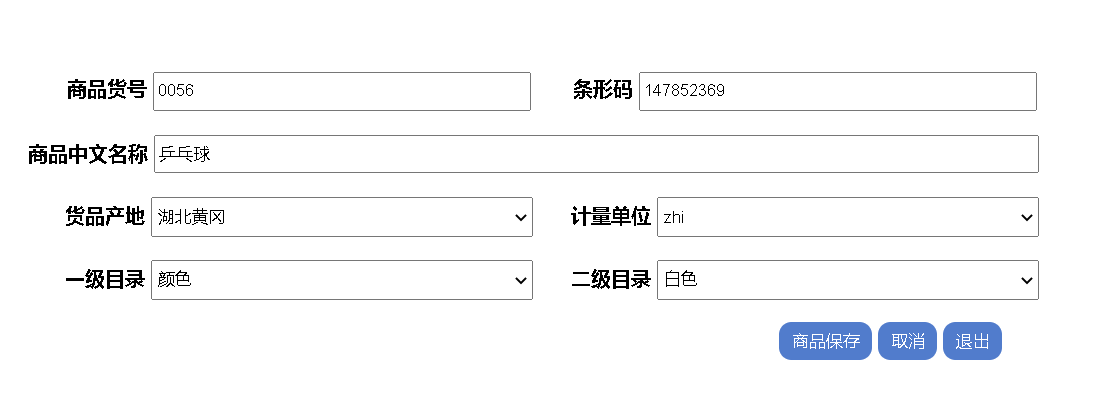 商品货号 0056 条形码 147852369
商品中文名称 乒乓球
货品产地 湖北黄冈 计量单位 zhi
一级目录 颜色 二级目录 白色
商品保存 取消 退出